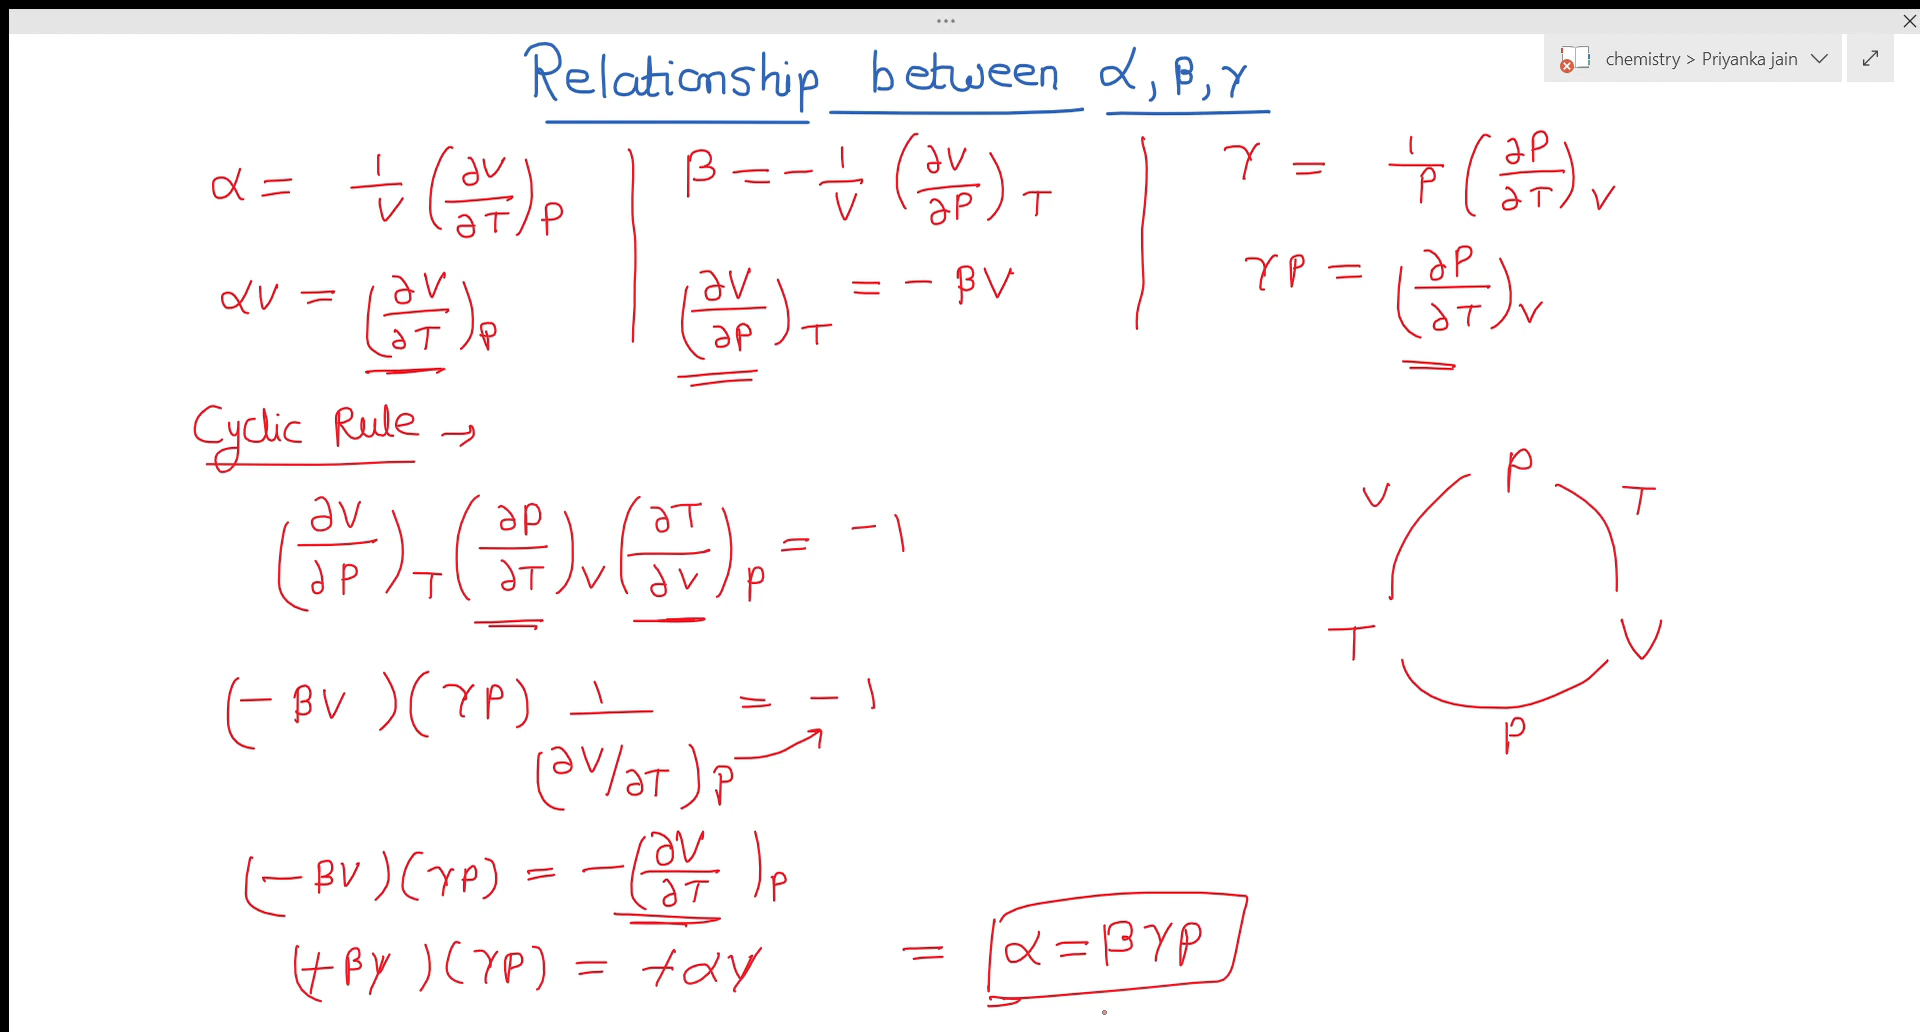 Relationship between α, β, γ
chemistry > Priyanka jain
α = 1/V (∂V/∂T)P | β = - 1/V (∂V/∂P)T | γ = 1/P (∂P/∂T)V
αV = (∂V/∂T)P | (∂V/∂P)T = - βV | γP = (∂P/∂T)V
Cyclic Rule →
(∂V/∂P)T (∂P/∂T)V (∂T/∂V)P = -1
P
V T
T V
P
(- βV)(γP) 1/(∂V/∂T)P = - 1
(- βV)(γP) = -(∂V/∂T)P
(+βV)(γP) = +αV = α = βγP